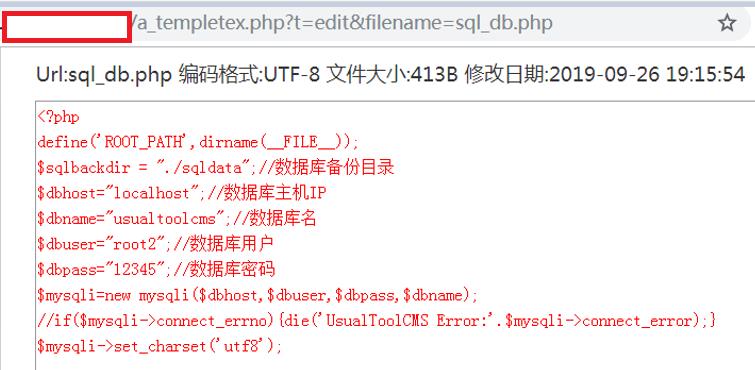 /a_templetex.php?t=edit&filename=sql_db.php
Url:sql_db.php 编码格式:UTF-8 文件大小:413B 修改日期:2019-09-26 19:15:54
<?php
define('ROOT_PATH',dirname(__FILE__));
$sqlbackdir = "./sqldata";//数据库备份目录
$dbhost="localhost";//数据库主机IP
$dbname="usualtoolcms";//数据库名
$dbuser="root2";//数据库用户
$dbpass="12345";//数据库密码
$mysqli=new mysqli($dbhost,$dbuser,$dbpass,$dbname);
//if($mysqli->connect_errno){die('UsualToolCMS Error:'.$mysqli->connect_error);}
$mysqli->set_charset('utf8');